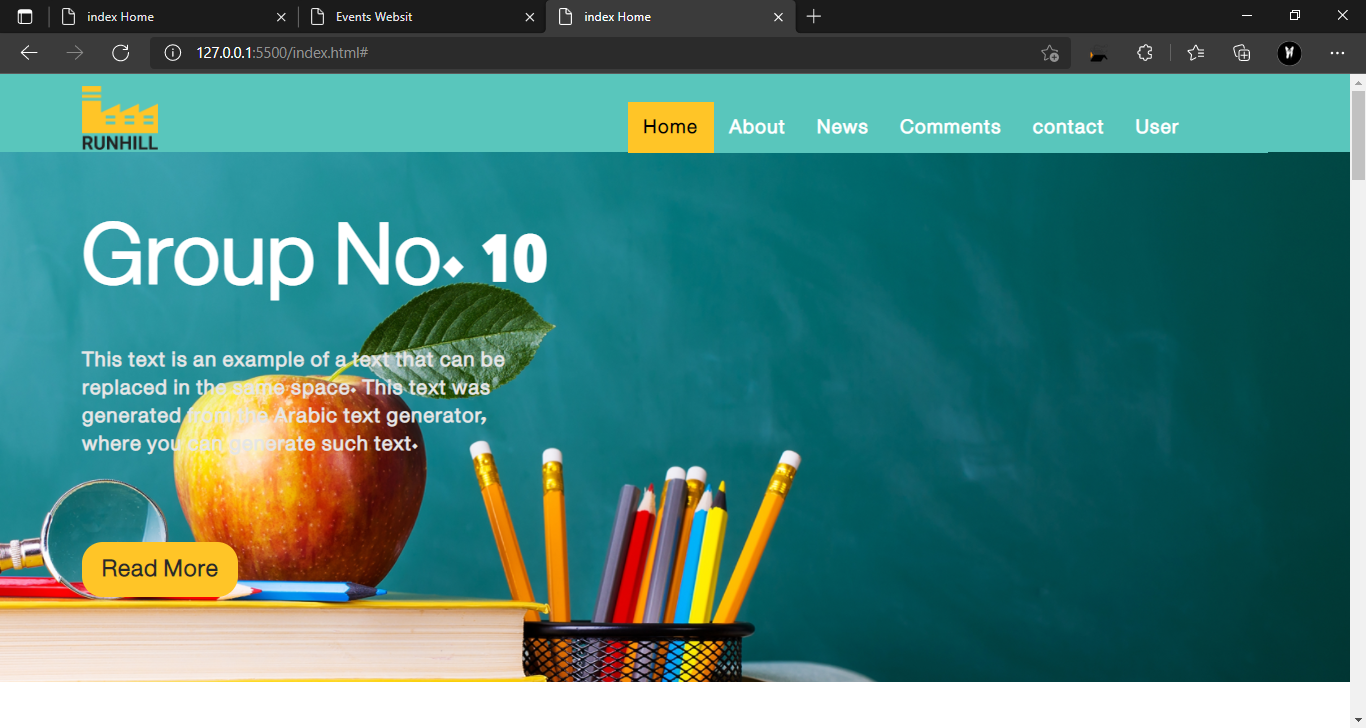 index Home
Events Websit
index Home
127.0.0.1:5500/index.html#
RUNHILL
Home About News Comments contact User
Group No. 10
This text is an example of a text that can be
replaced in the same space. This text was
generated from the Arabic text generator,
where you can generate such text.
Read More